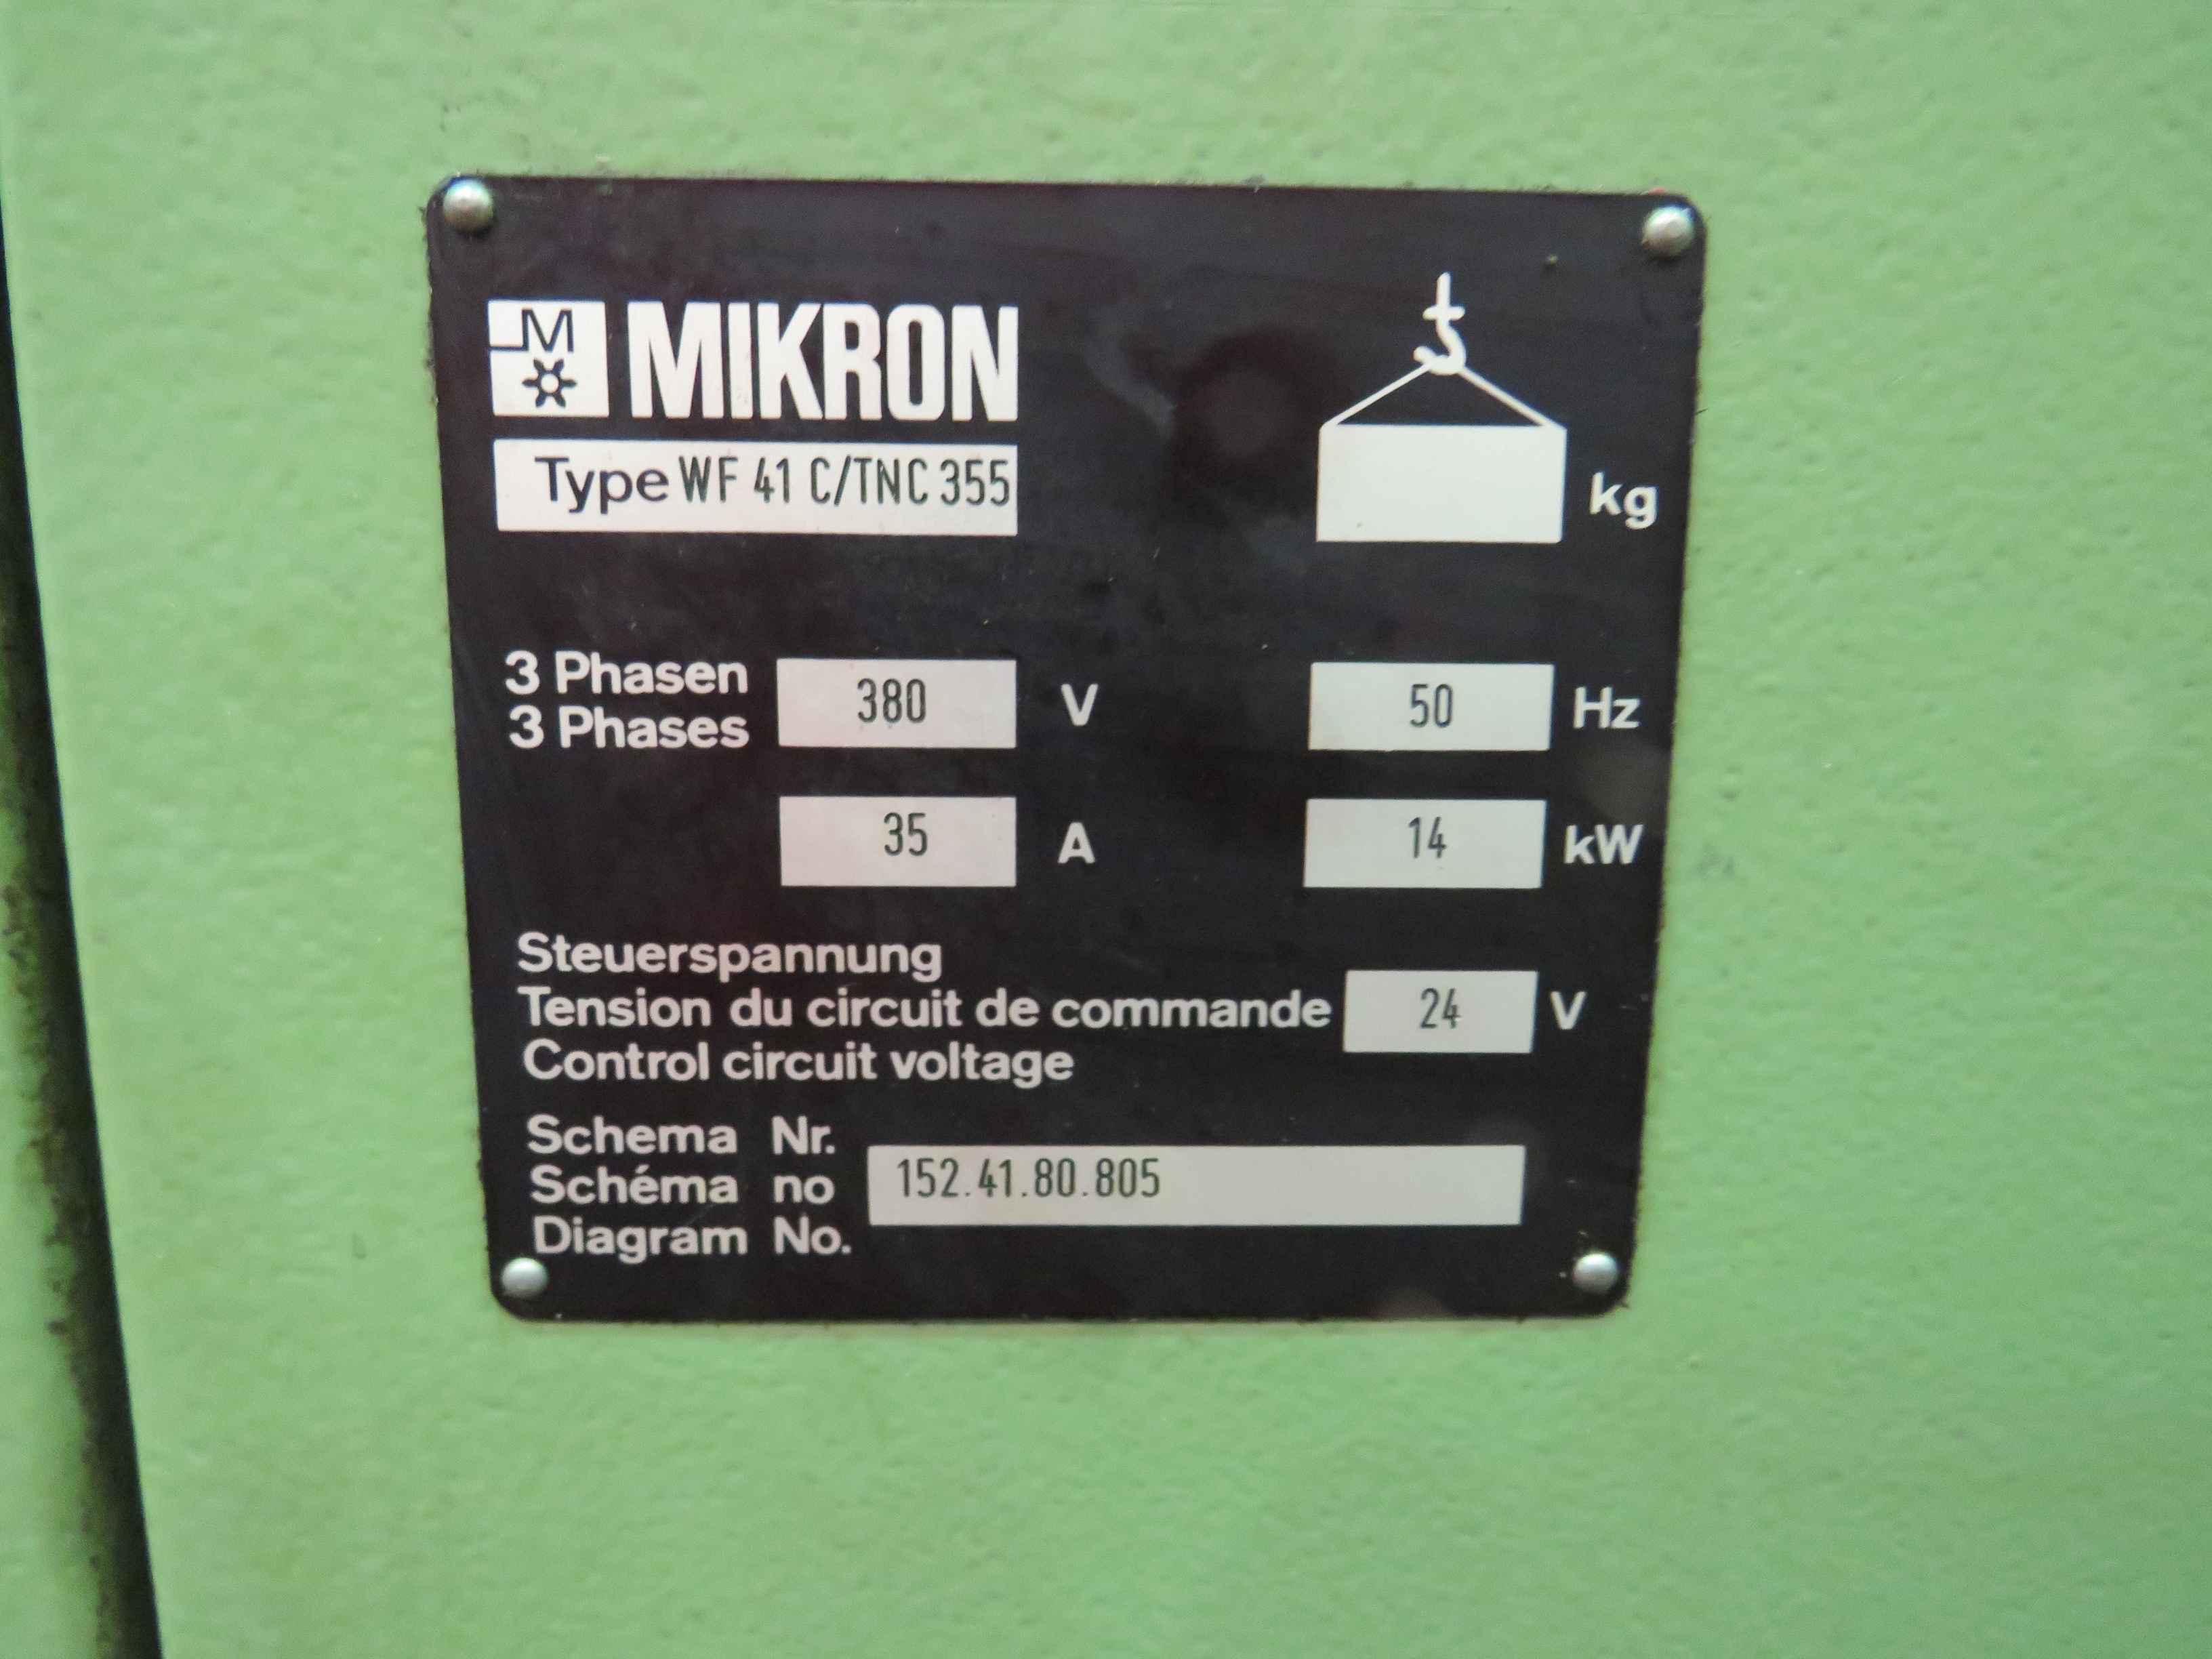 M MIKRON
Type WF 41 C/TNC 355
kg
3 Phasen
3 Phases
380 V
50 Hz
35 A
14 kW
Steuerspannung
Tension du circuit de commande 24 V
Control circuit voltage
Schema Nr.
Schéma no 152.41.80.805
Diagram No.